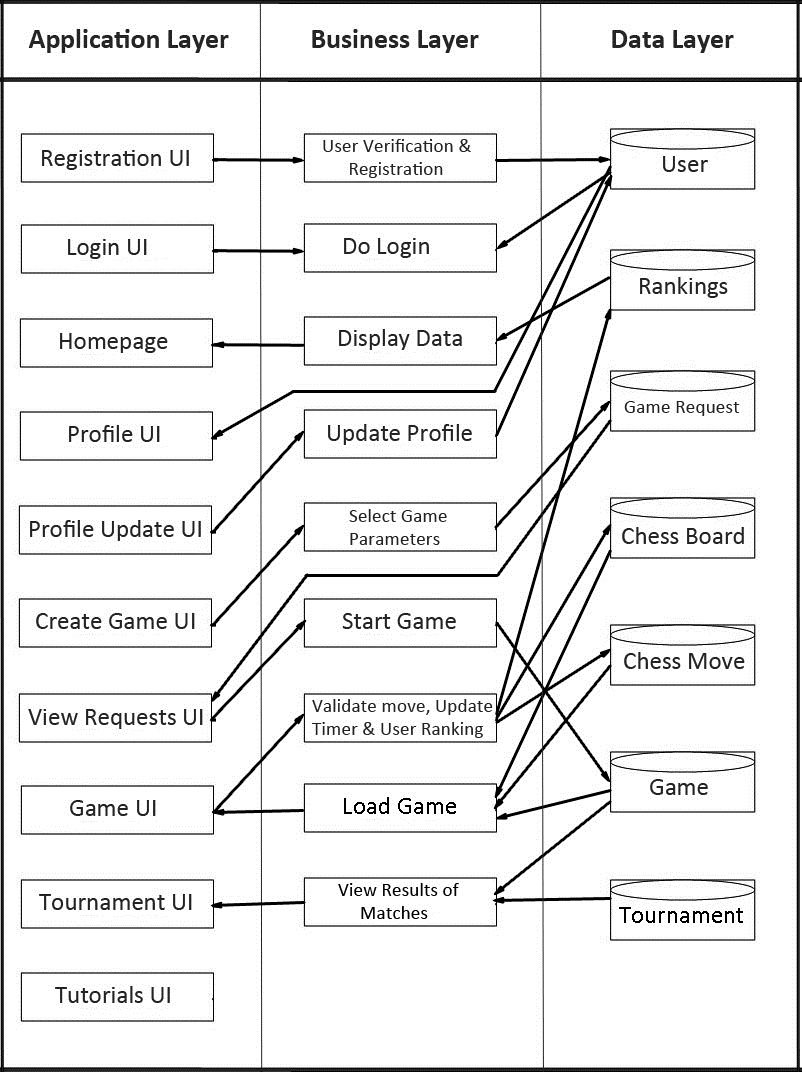 Application Layer
Business Layer
Data Layer
Registration UI
User Verification &
Registration
User
Login UI
Do Login
Rankings
Homepage
Display Data
Game Request
Profile UI
Update Profile
Profile Update UI
Select Game
Parameters
Chess Board
Create Game UI
Start Game
Chess Move
View Requests UI
Validate move, Update
Timer & User Ranking
Game UI
Load Game
Game
Tournament UI
View Results of
Matches
Tournament
Tutorials UI